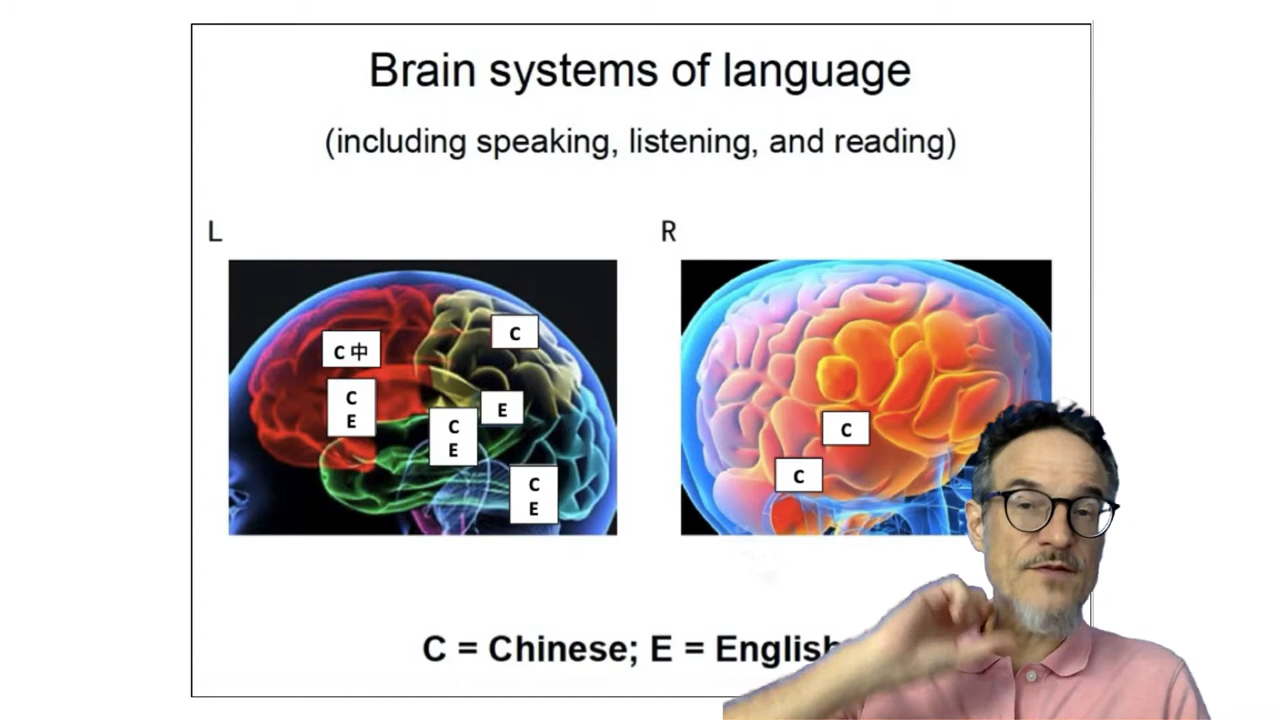 Brain systems of language
(including speaking, listening, and reading)
L
R
C 中
C
E
C
E
C
E
C
E
C
C
C = Chinese; E = English